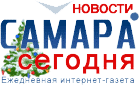 НОВОСТИ
САМАРА
сегодня
Ежедневная интернет-газета